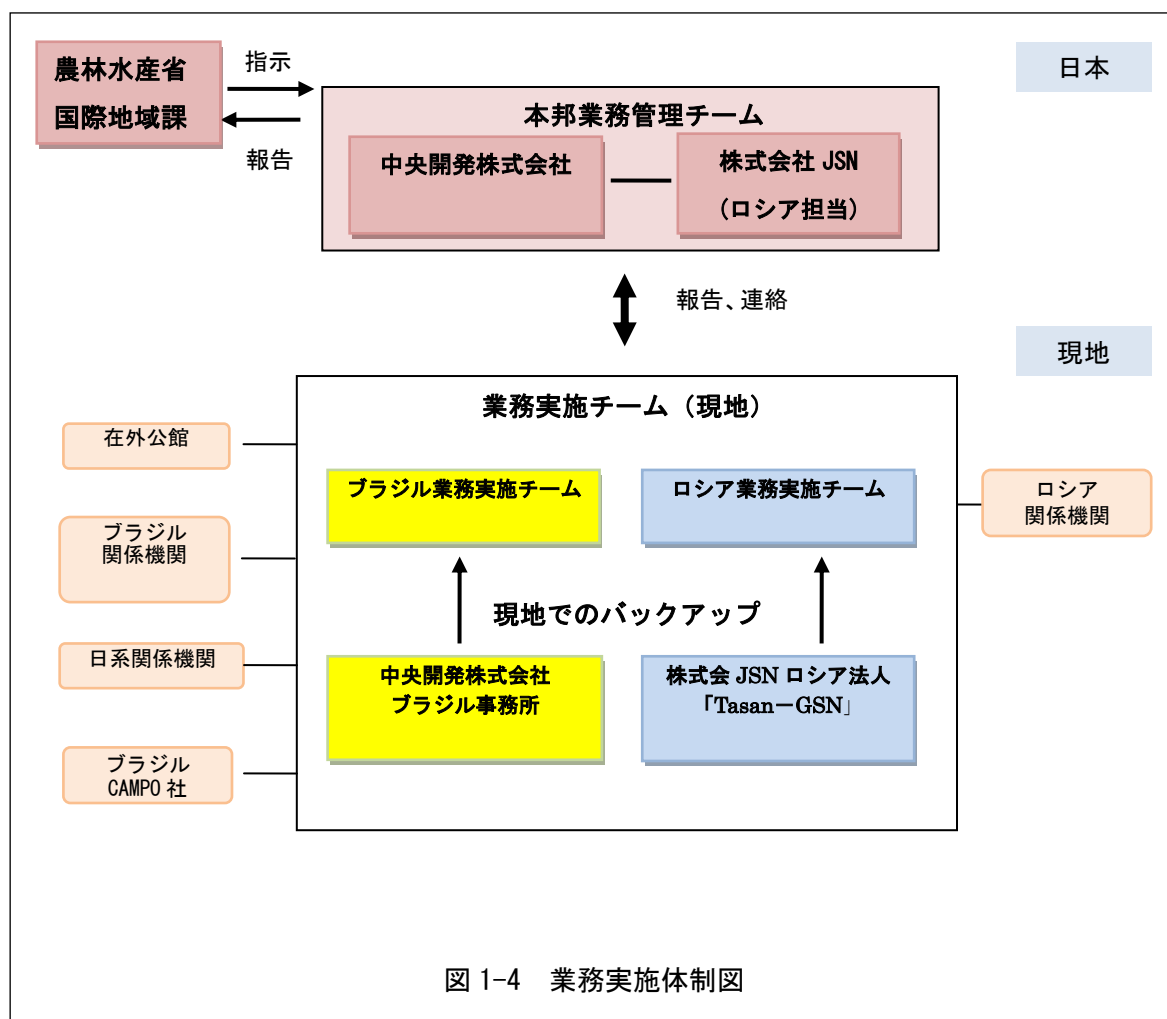 農林水産省
国際地域課
指示
報告
日本
本邦業務管理チーム
中央開発株式会社
株式会社 JSN
（ロシア担当）
報告、連絡
現地
業務実施チーム（現地）
在外公館
ブラジル
関係機関
日系関係機関
ブラジル
CAMPO 社
ブラジル業務実施チーム
ロシア業務実施チーム
ロシア
関係機関
現地でのバックアップ
中央開発株式会社
ブラジル事務所
株式会 JSN ロシア法人
「Tasan－GSN」
図 1-4　業務実施体制図